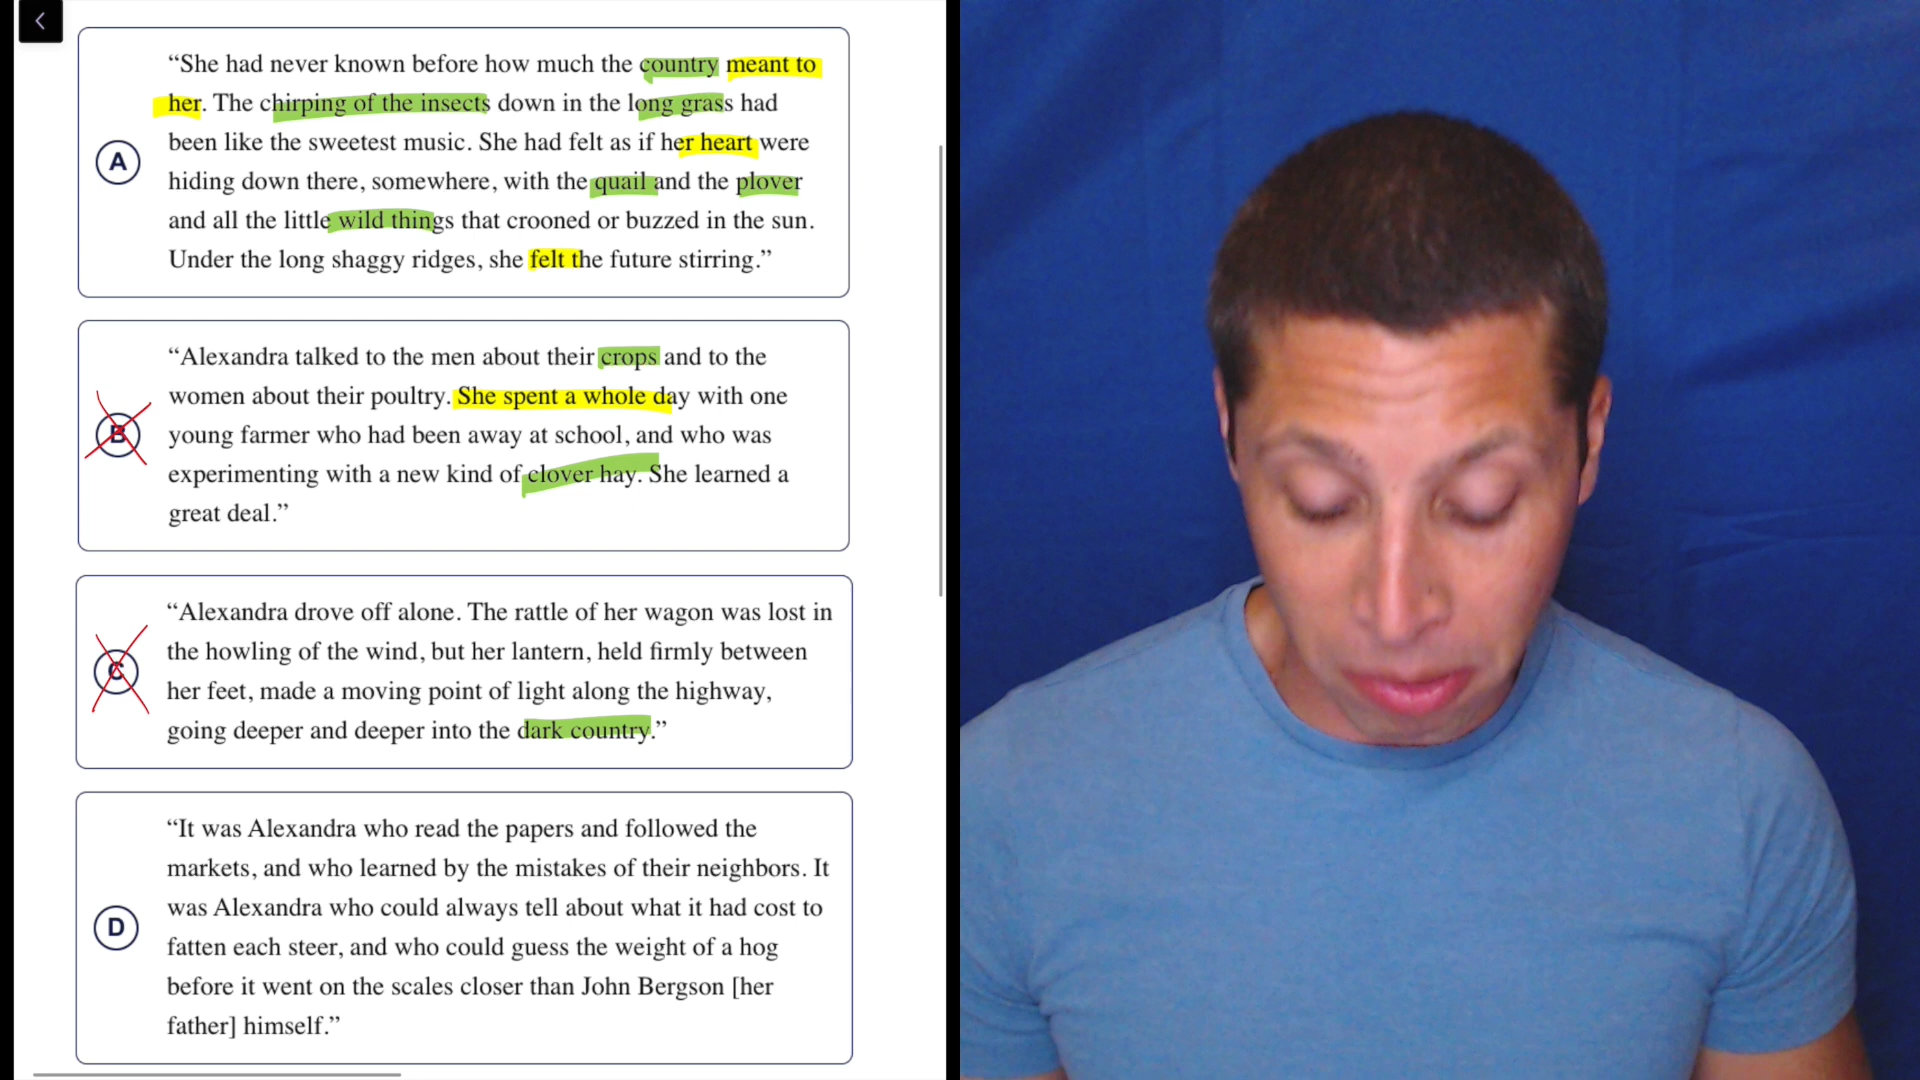 “She had never known before how much the country meant to
her. The chirping of the insects down in the long grass had
been like the sweetest music. She had felt as if her heart were
hiding down there, somewhere, with the quail and the plover
and all the little wild things that crooned or buzzed in the sun.
Under the long shaggy ridges, she felt the future stirring.”
A
“Alexandra talked to the men about their crops and to the
women about their poultry. She spent a whole day with one
young farmer who had been away at school, and who was
experimenting with a new kind of clover hay. She learned a
great deal.”
B
“Alexandra drove off alone. The rattle of her wagon was lost in
the howling of the wind, but her lantern, held firmly between
her feet, made a moving point of light along the highway,
going deeper and deeper into the dark country.”
C
“It was Alexandra who read the papers and followed the
markets, and who learned by the mistakes of their neighbors. It
was Alexandra who could always tell about what it had cost to
fatten each steer, and who could guess the weight of a hog
before it went on the scales closer than John Bergson [her
father] himself.”
D